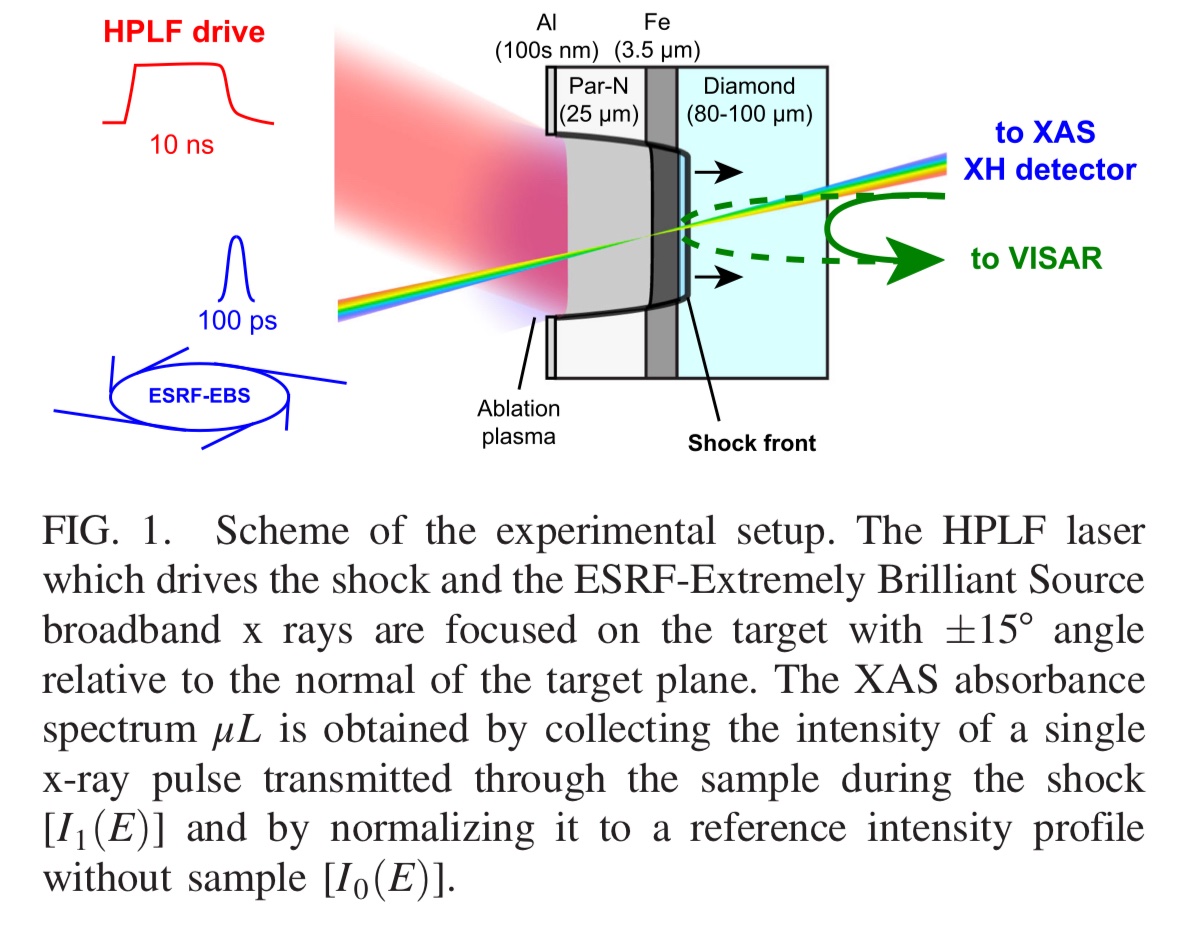 HPLF drive
10 ns
100 ps
ESRF-EBS
Al
(100s nm)
Fe
(3.5 µm)
Par-N
(25 µm)
Diamond
(80-100 µm)
to XAS
XH detector
to VISAR
Ablation
plasma
Shock front
FIG. 1. Scheme of the experimental setup. The HPLF laser
which drives the shock and the ESRF-Extremely Brilliant Source
broadband x rays are focused on the target with ±15° angle
relative to the normal of the target plane. The XAS absorbance
spectrum μL is obtained by collecting the intensity of a single
x-ray pulse transmitted through the sample during the shock
[I₁(E)] and by normalizing it to a reference intensity profile
without sample [I₀(E)].